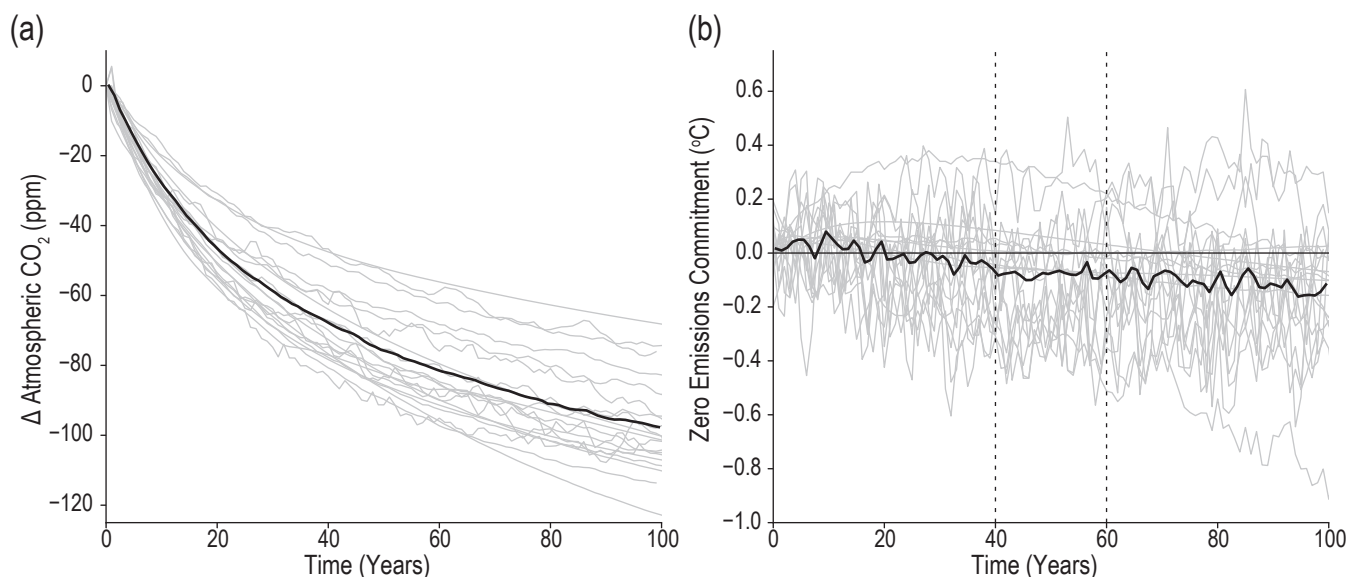 (a)
0
−20
−40
−60
−80
−100
−120
Δ Atmospheric CO₂ (ppm)
0 20 40 60 80 100
Time (Years)
(b)
0.6
0.4
0.2
0.0
−0.2
−0.4
−0.6
−0.8
−1.0
Zero Emissions Commitment (ºC)
0 20 40 60 80 100
Time (Years)